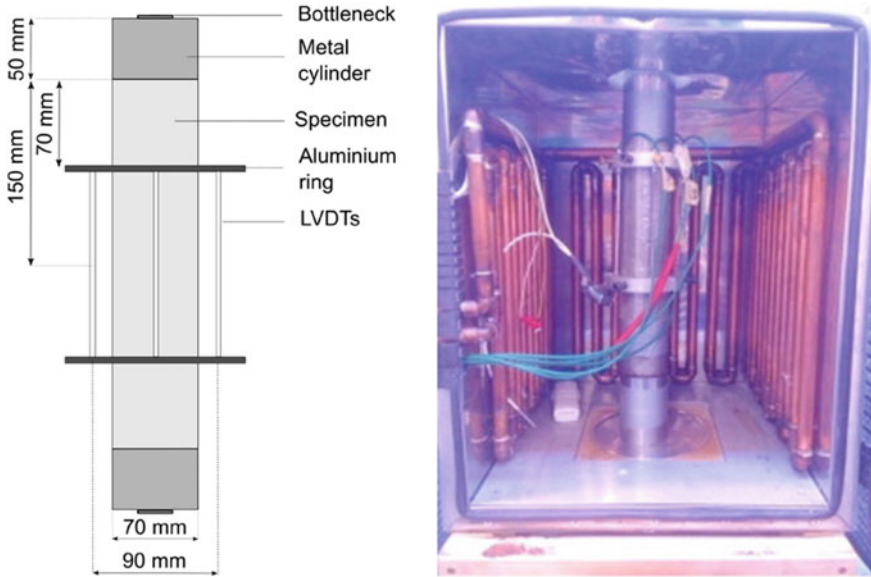 Bottleneck
Metal
cylinder
Specimen
Aluminium
ring
LVDTs
50 mm
70 mm
150 mm
70 mm
90 mm